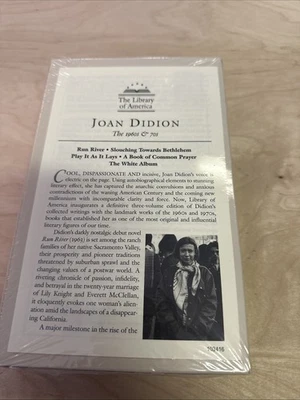 The Library
of America
JOAN DIDION
The 1960s & 70s
Run River • Slouching Towards Bethlehem
Play It As It Lays • A Book of Common Prayer
The White Album
COOL, DISPASSIONATE AND incisive, Joan Didion's voice is
electric on the page. Using autobiographical elements to stunning
literary effect, she has captured the anarchic convulsions and anxious
contradictions of the waning American Century and the coming new
millennium with incomparable clarity and force. Now, Library of
America inaugurates a definitive three-volume edition of Didion's
collected writings with the landmark works of the 1960s and 1970s,
books that established her as one of the most original and influential
literary figures of our time.
Didion's darkly nostalgic debut novel
Run River (1963) is set among the ranch
families of her native Sacramento Valley,
their prosperity and pioneer traditions
threatened by suburban sprawl and the
changing values of a postwar world. A
riveting chronicle of passion, infidelity,
and betrayal in the twenty-year marriage
of Lily Knight and Everett McClellan,
it eloquently evokes one woman's alien-
ation amid the landscapes of a disappear-
ing California.
A major milestone in the rise of the
102416